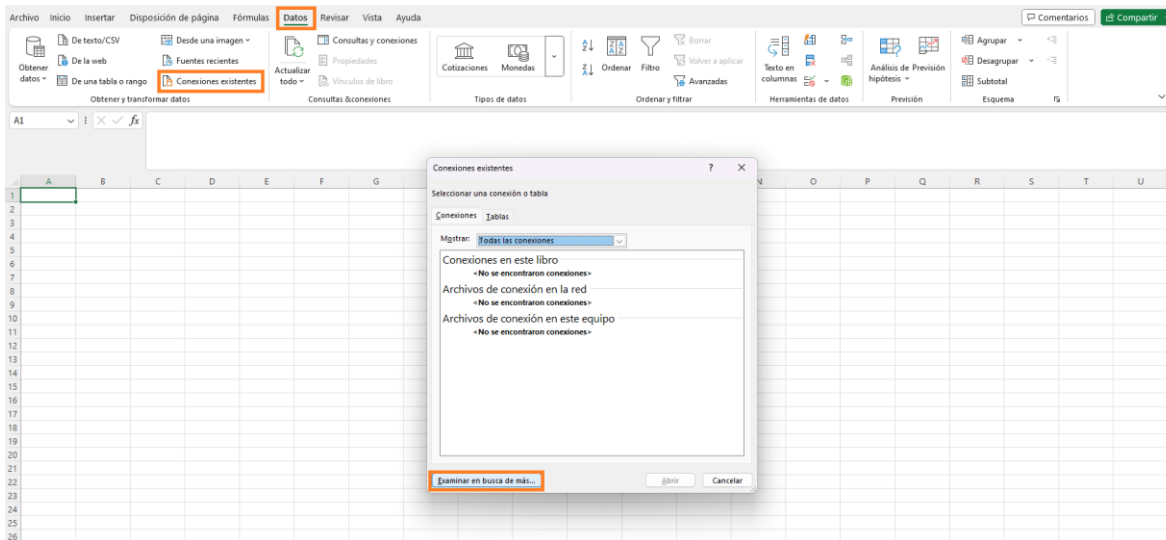 Archivo Inicio Insertar Disposición de página Fórmulas Datos Revisar Vista Ayuda Comentarios Compartir
De texto/CSV Desde una imagen Consultas y conexiones Borrar Agrupar
De la web Fuentes recientes Propiedades Volver a aplicar Desagrupar
De una tabla o rango Conexiones existentes Vínculos de libro Avanzadas Subtotal
Obtener datos
Actualizar todo
Cotizaciones Monedas
Ordenar Filtro
Texto en columnas
Análisis de hipótesis Previsión
Obtener y transformar datos Consultas &conexiones Tipos de datos Ordenar y filtrar Herramientas de datos Previsión Esquema
A1 fx
A B C D E F G N O P Q R S T U
1
2
3
4
5
6
7
8
9
10
11
12
13
14
15
16
17
18
19
20
21
22
23
24
25
26
Conexiones existentes ? ×
Seleccionar una conexión o tabla
Conexiones Tablas
Mostrar: Todas las conexiones
Conexiones en este libro
<No se encontraron conexiones>
Archivos de conexión en la red
<No se encontraron conexiones>
Archivos de conexión en este equipo
<No se encontraron conexiones>
Examinar en busca de más... Abrir Cancelar